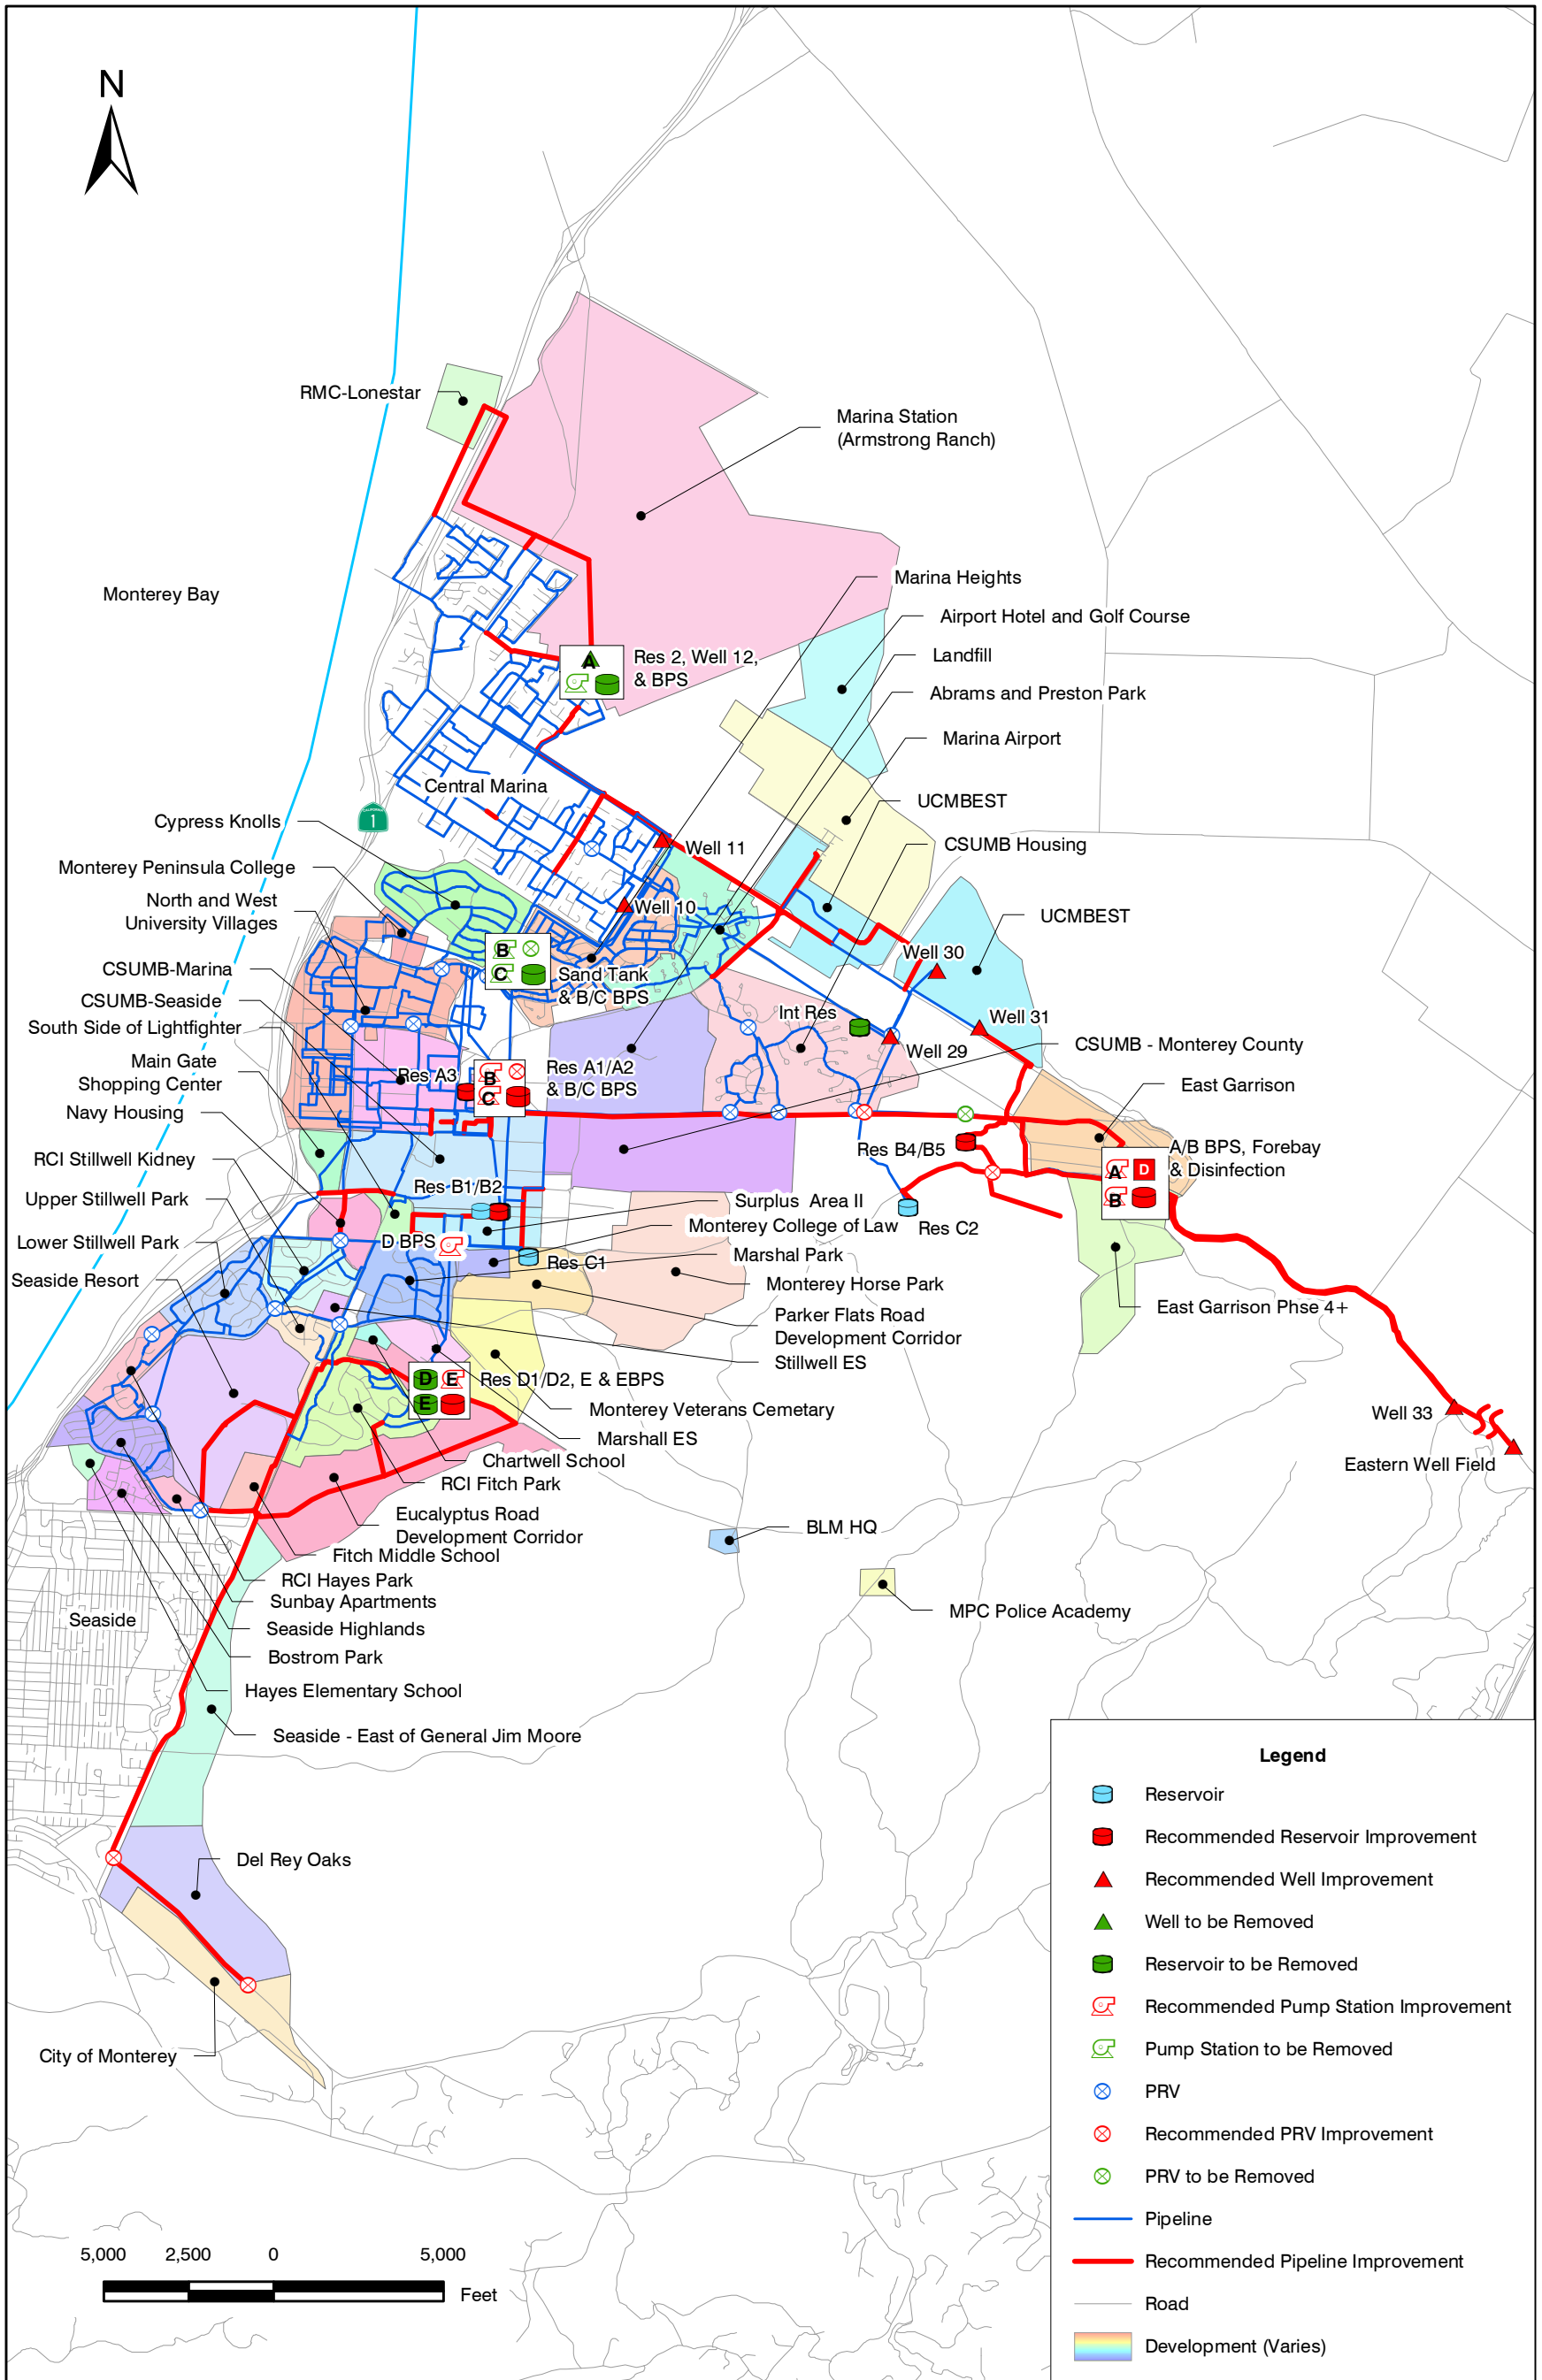 N
RMC-Lonestar
Marina Station
(Armstrong Ranch)
Marina Heights
Monterey Bay
Airport Hotel and Golf Course
A
Res 2, Well 12,
& BPS
Landfill
Abrams and Preston Park
Marina Airport
Central Marina
UCMBEST
CALIFORNIA
1
Cypress Knolls
Well 11
CSUMB Housing
Monterey Peninsula College
North and West
University Villages
Well 10
UCMBEST
B
C
Sand Tank
& B/C BPS
Well 30
CSUMB-Marina
CSUMB-Seaside
Int Res
Well 31
South Side of Lightfighter
Well 29
CSUMB - Monterey County
Main Gate
Shopping Center
Res A3
B
C
Res A1/A2
& B/C BPS
East Garrison
Navy Housing
Res B4/B5
A/B BPS, Forebay
& Disinfection
A
D
B
RCI Stillwell Kidney
Res B1/B2
Upper Stillwell Park
Surplus Area II
Res C2
Monterey College of Law
Lower Stillwell Park
D BPS
Marshal Park
Res C1
Seaside Resort
Monterey Horse Park
East Garrison Phse 4+
Parker Flats Road
Development Corridor
Stillwell ES
D
E
E
Res D1/D2, E & EBPS
Monterey Veterans Cemetary
Well 33
Marshall ES
Chartwell School
Eastern Well Field
RCI Fitch Park
Eucalyptus Road
Development Corridor
BLM HQ
Fitch Middle School
RCI Hayes Park
Sunbay Apartments
MPC Police Academy
Seaside
Seaside Highlands
Bostrom Park
Hayes Elementary School
Seaside - East of General Jim Moore
Del Rey Oaks
City of Monterey
Legend
Reservoir
Recommended Reservoir Improvement
Recommended Well Improvement
Well to be Removed
Reservoir to be Removed
Recommended Pump Station Improvement
Pump Station to be Removed
PRV
Recommended PRV Improvement
PRV to be Removed
Pipeline
Recommended Pipeline Improvement
Road
Development (Varies)
5,000 2,500 0 5,000
Feet